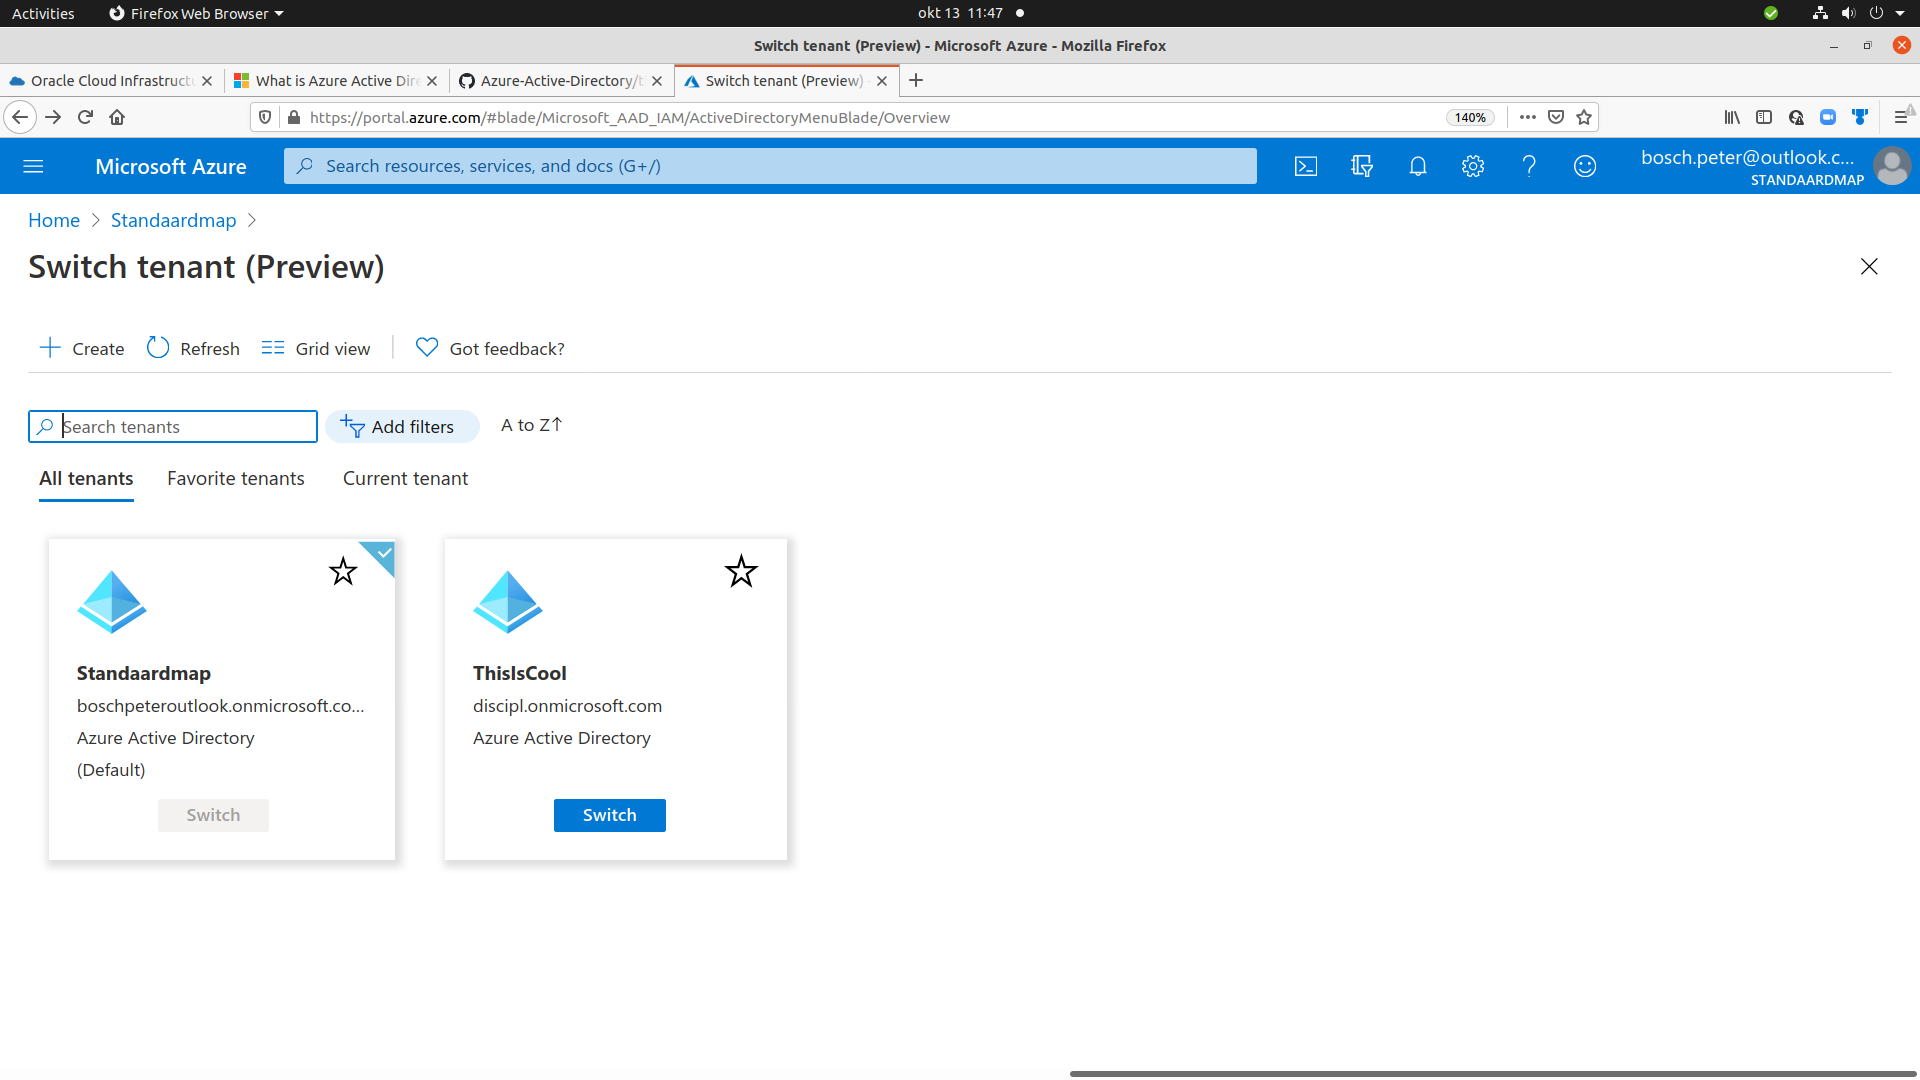 Activities
Firefox Web Browser
okt 13 11:47
Switch tenant (Preview) - Microsoft Azure - Mozilla Firefox
Oracle Cloud Infrastruct
What is Azure Active Dire
Azure-Active-Directory/t
Switch tenant (Preview)
https://portal.azure.com/#blade/Microsoft_AAD_IAM/ActiveDirectoryMenuBlade/Overview
140%
Microsoft Azure
Search resources, services, and docs (G+/)
bosch.peter@outlook.c...
STANDAARDMAP
Home
Standaardmap
Switch tenant (Preview)
Create
Refresh
Grid view
Got feedback?
Search tenants
Add filters
A to Z↑
All tenants
Favorite tenants
Current tenant
Standaardmap
boschpeteroutlook.onmicrosoft.co...
Azure Active Directory
(Default)
Switch
ThisIsCool
discipl.onmicrosoft.com
Azure Active Directory
Switch